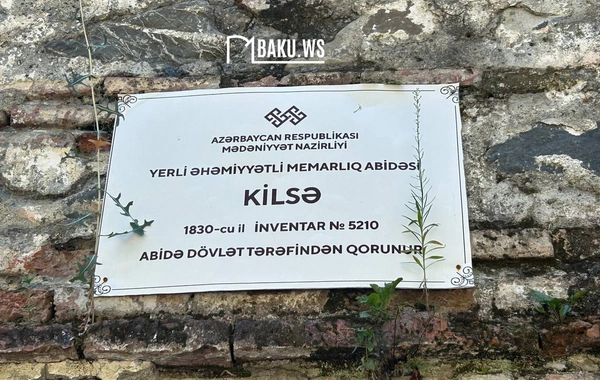 BAKU.WS
AZƏRBAYCAN RESPUBLİKASI
MƏDƏNİYYƏT NAZİRLİYİ
YERLİ ƏHƏMİYYƏTLİ MEMARLIQ ABİDƏSİ
KİLSƏ
1830-cu il İNVENTAR № 5210
ABİDƏ DÖVLƏT TƏRƏFİNDƏN QORUNUR